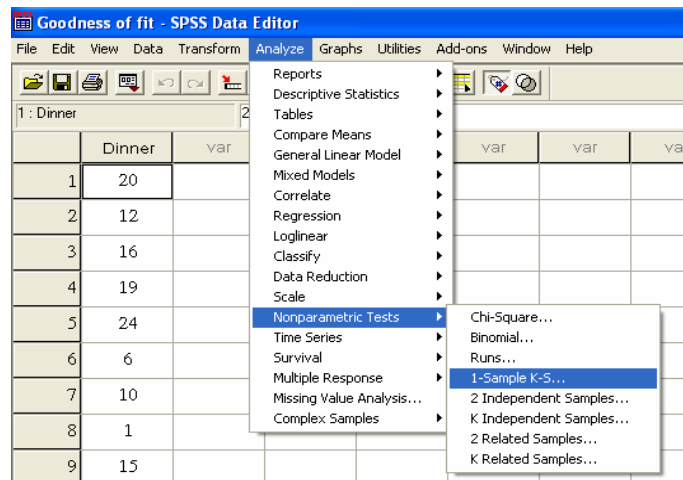 Goodness of fit - SPSS Data Editor
File Edit View Data Transform Analyze Graphs Utilities Add-ons Window Help
1 : Dinner 2
Dinner var var var va
1 20
2 12
3 16
4 19
5 24
6 6
7 10
8 1
9 15
Reports
Descriptive Statistics
Tables
Compare Means
General Linear Model
Mixed Models
Correlate
Regression
Loglinear
Classify
Data Reduction
Scale
Nonparametric Tests
Time Series
Survival
Multiple Response
Missing Value Analysis...
Complex Samples
Chi-Square...
Binomial...
Runs...
1-Sample K-S...
2 Independent Samples...
K Independent Samples...
2 Related Samples...
K Related Samples...